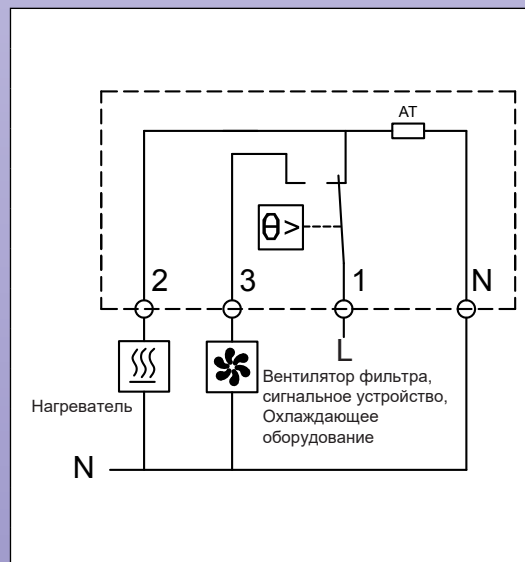 AT
θ>
2 3 1 N
L
Нагреватель
Вентилятор фильтра,
сигнальное устройство,
Охлаждающее
оборудование
N